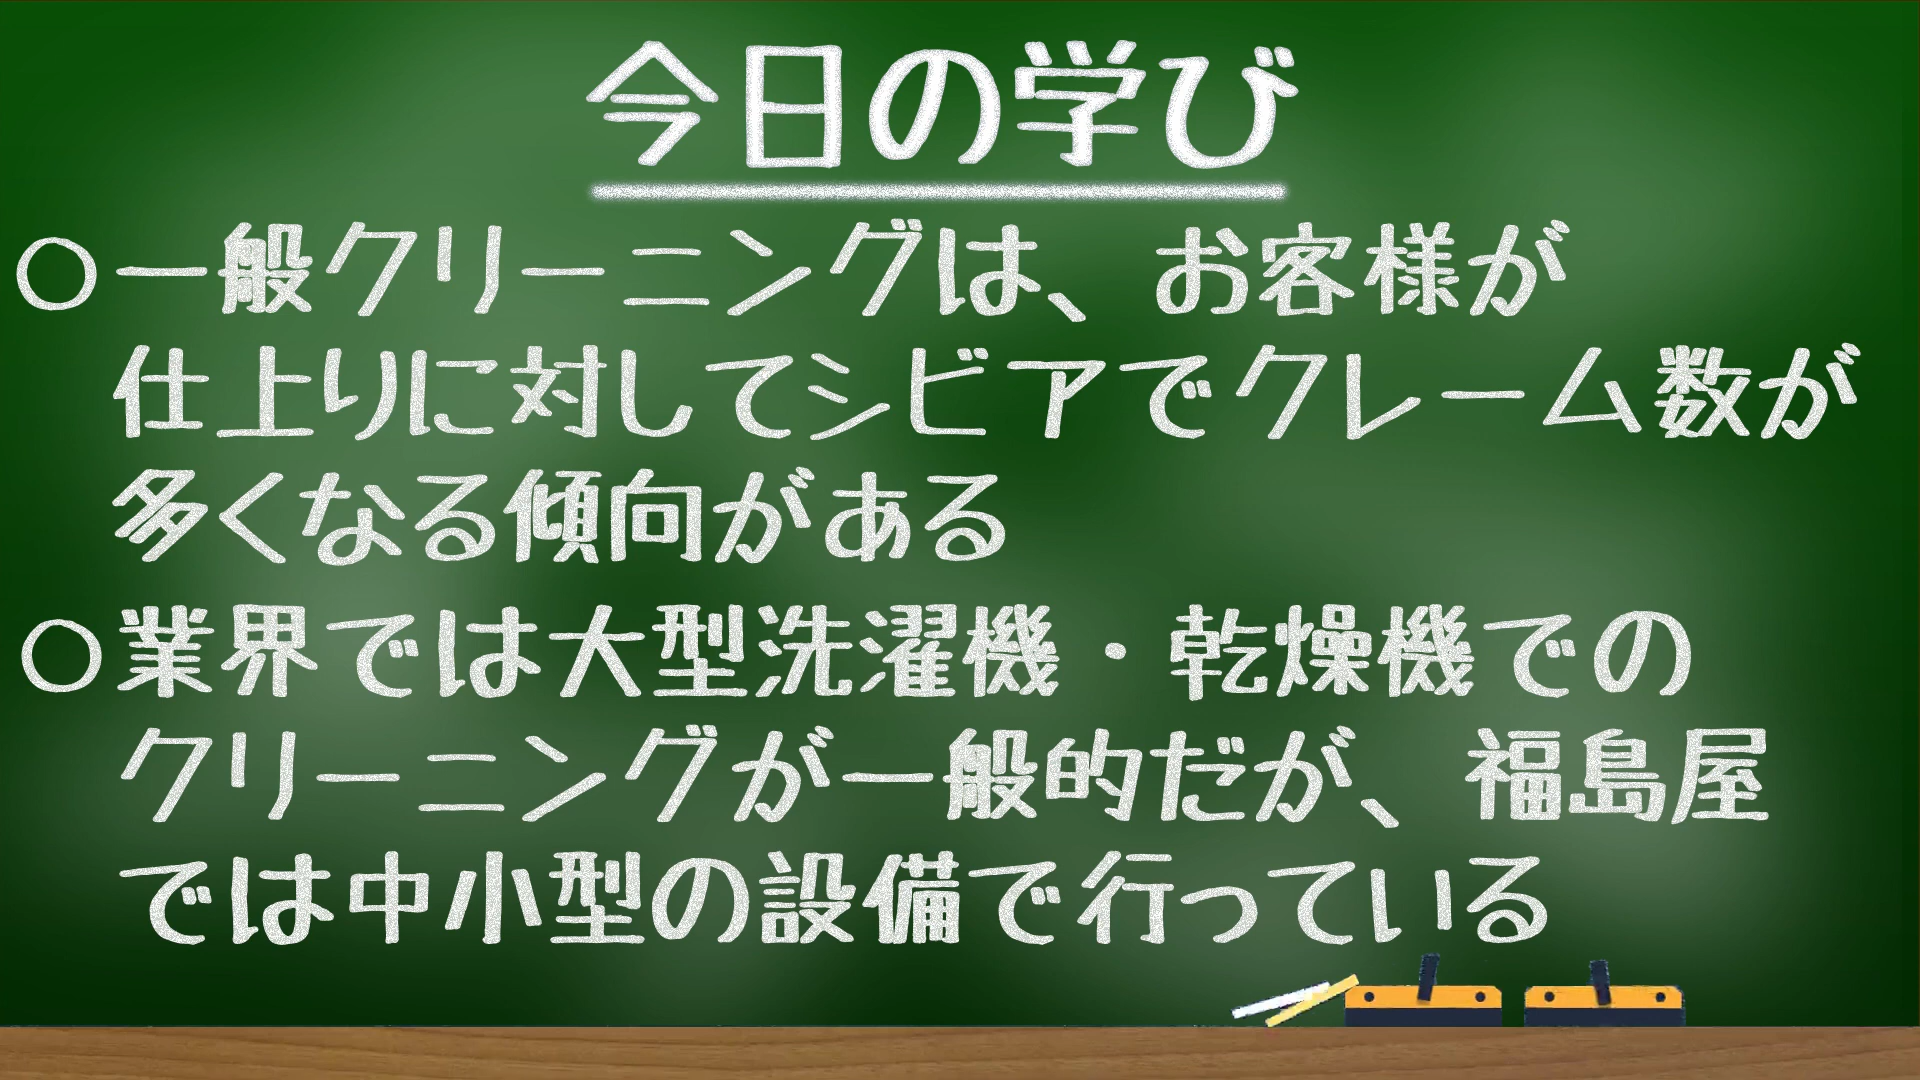 今日の学び
〇一般クリーニングは、お客様が
仕上りに対してシビアでクレーム数が
多くなる傾向がある
〇業界では大型洗濯機・乾燥機での
クリーニングが一般的だが、福島屋
では中小型の設備で行っている